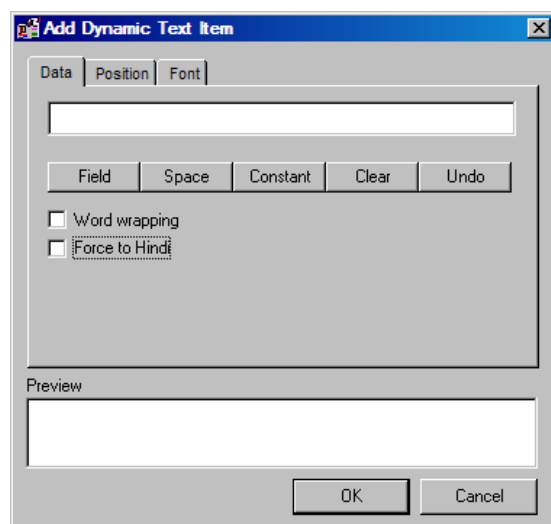 Add Dynamic Text Item
Data Position Font
Field Space Constant Clear Undo
Word wrapping
Force to Hindi
Preview
OK Cancel